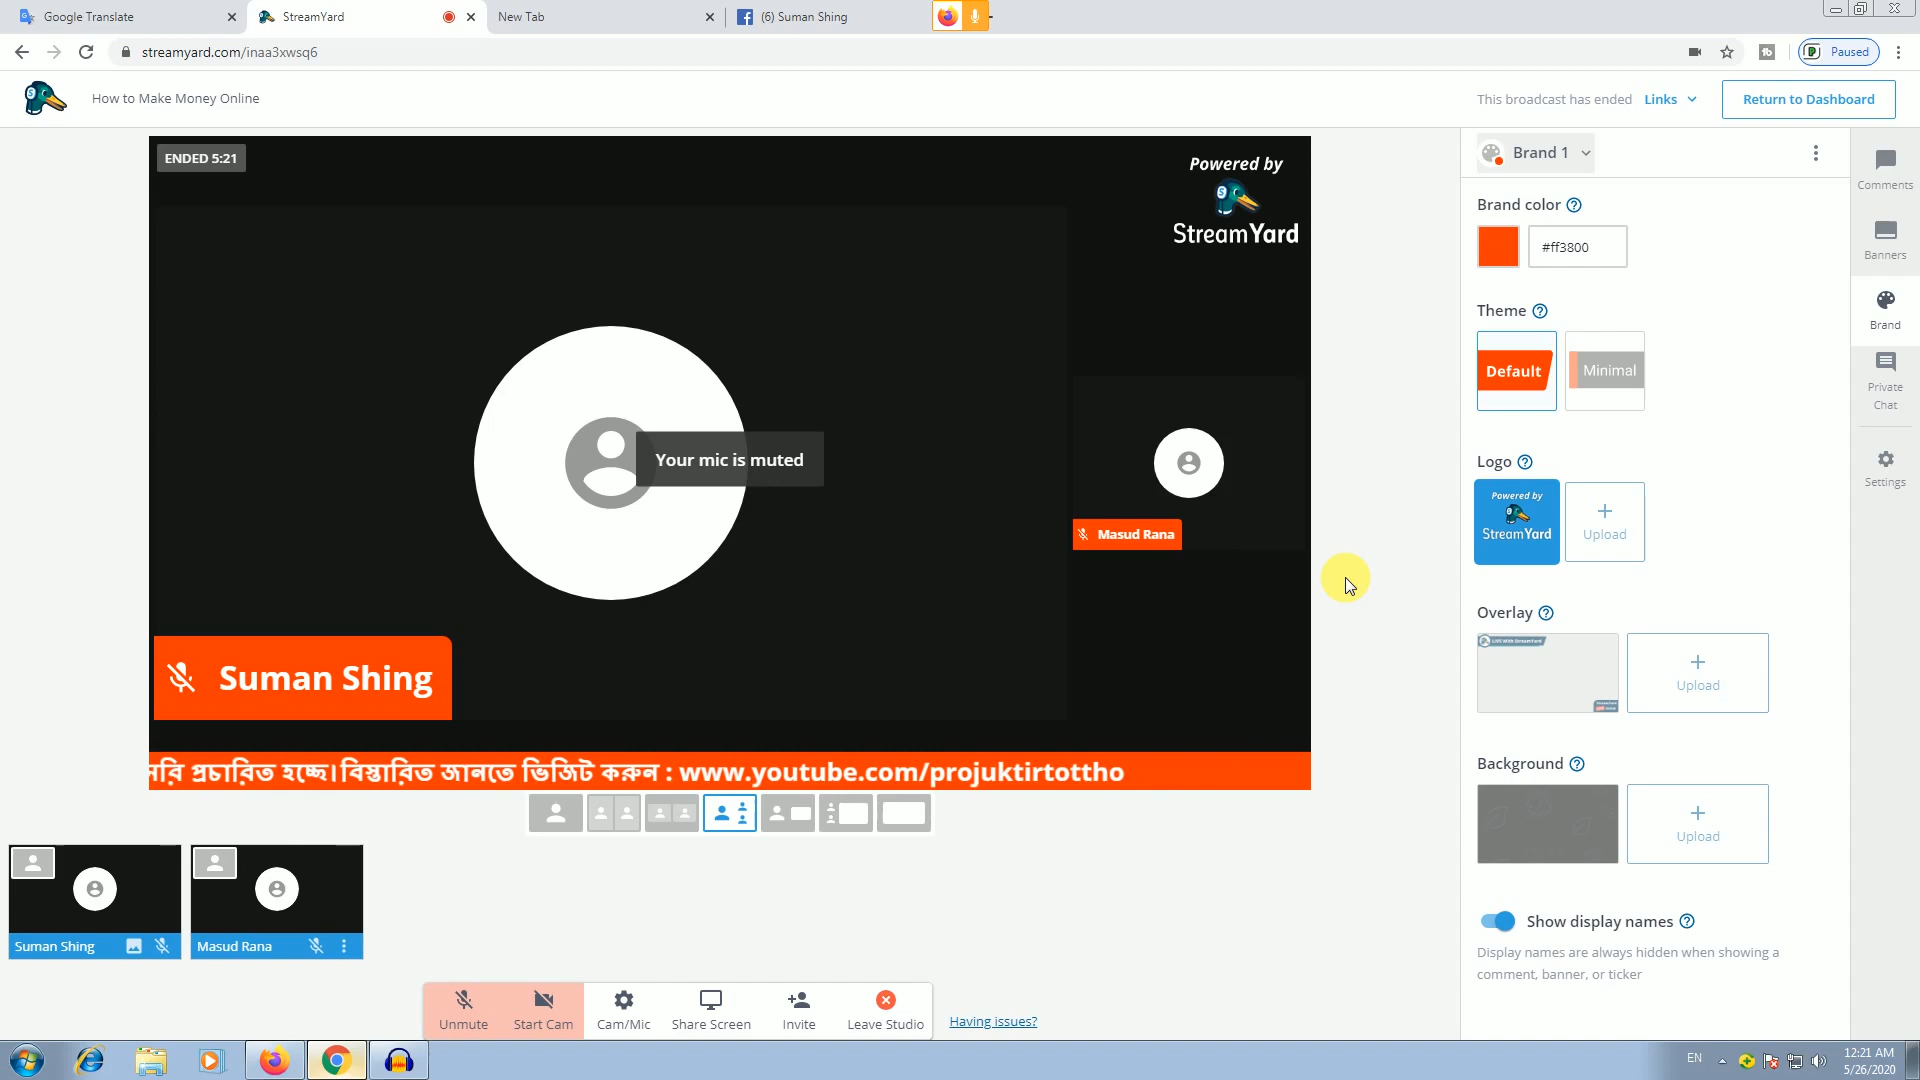 Google Translate
StreamYard
New Tab
(6) Suman Shing
streamyard.com/inaa3xwsq6
Paused
How to Make Money Online
This broadcast has ended
Links
Return to Dashboard
ENDED 5:21
Powered by
StreamYard
Your mic is muted
Masud Rana
Suman Shing
প্রচারিত হচ্ছে। বিস্তারিত জানতে ভিজিট করুন : www.youtube.com/projuktirtottho
Suman Shing
Masud Rana
Unmute
Start Cam
Cam/Mic
Share Screen
Invite
Leave Studio
Having issues?
Brand 1
Brand color
#ff3800
Theme
Default
Minimal
Logo
Powered by
StreamYard
Upload
Overlay
LIVE With StreamYard
Upload
Background
Upload
Show display names
Display names are always hidden when showing a
comment, banner, or ticker
Comments
Banners
Brand
Private
Chat
Settings
EN
12:21 AM
5/26/2020